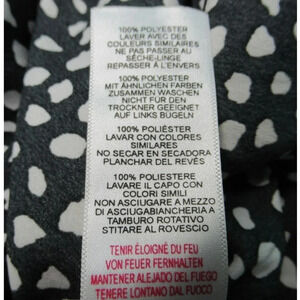 100% POLYESTER
LAVER AVEC DES
COULEURS SIMILAIRES
NE PAS PASSER AU
SÈCHE-LINGE
REPASSER À L'ENVERS
100% POLYESTER
MIT ÄHNLICHEN FARBEN
ZUSAMMEN WASCHEN
NICHT FÜR DEN
TROCKNER GEEIGNET
AUF LINKS BÜGELN
100% POLIÉSTER
LAVAR CON COLORES
SIMILARES
NO SECAR EN SECADORA
PLANCHAR DEL REVÉS
100% POLIESTERE
LAVARE IL CAPO CON
COLORI SIMILI
NON ASCIUGARE A MEZZO
DI ASCIUGABIANCHERIA A
TAMBURO ROTATIVO
STITARE AL ROVESCIO
TENIR ÉLOIGNÉ DU FEU
VON FEUER FERNHALTEN
MANTENER ALEJADO DEL FUEGO
TENERE LONTANO DAL FUOCO